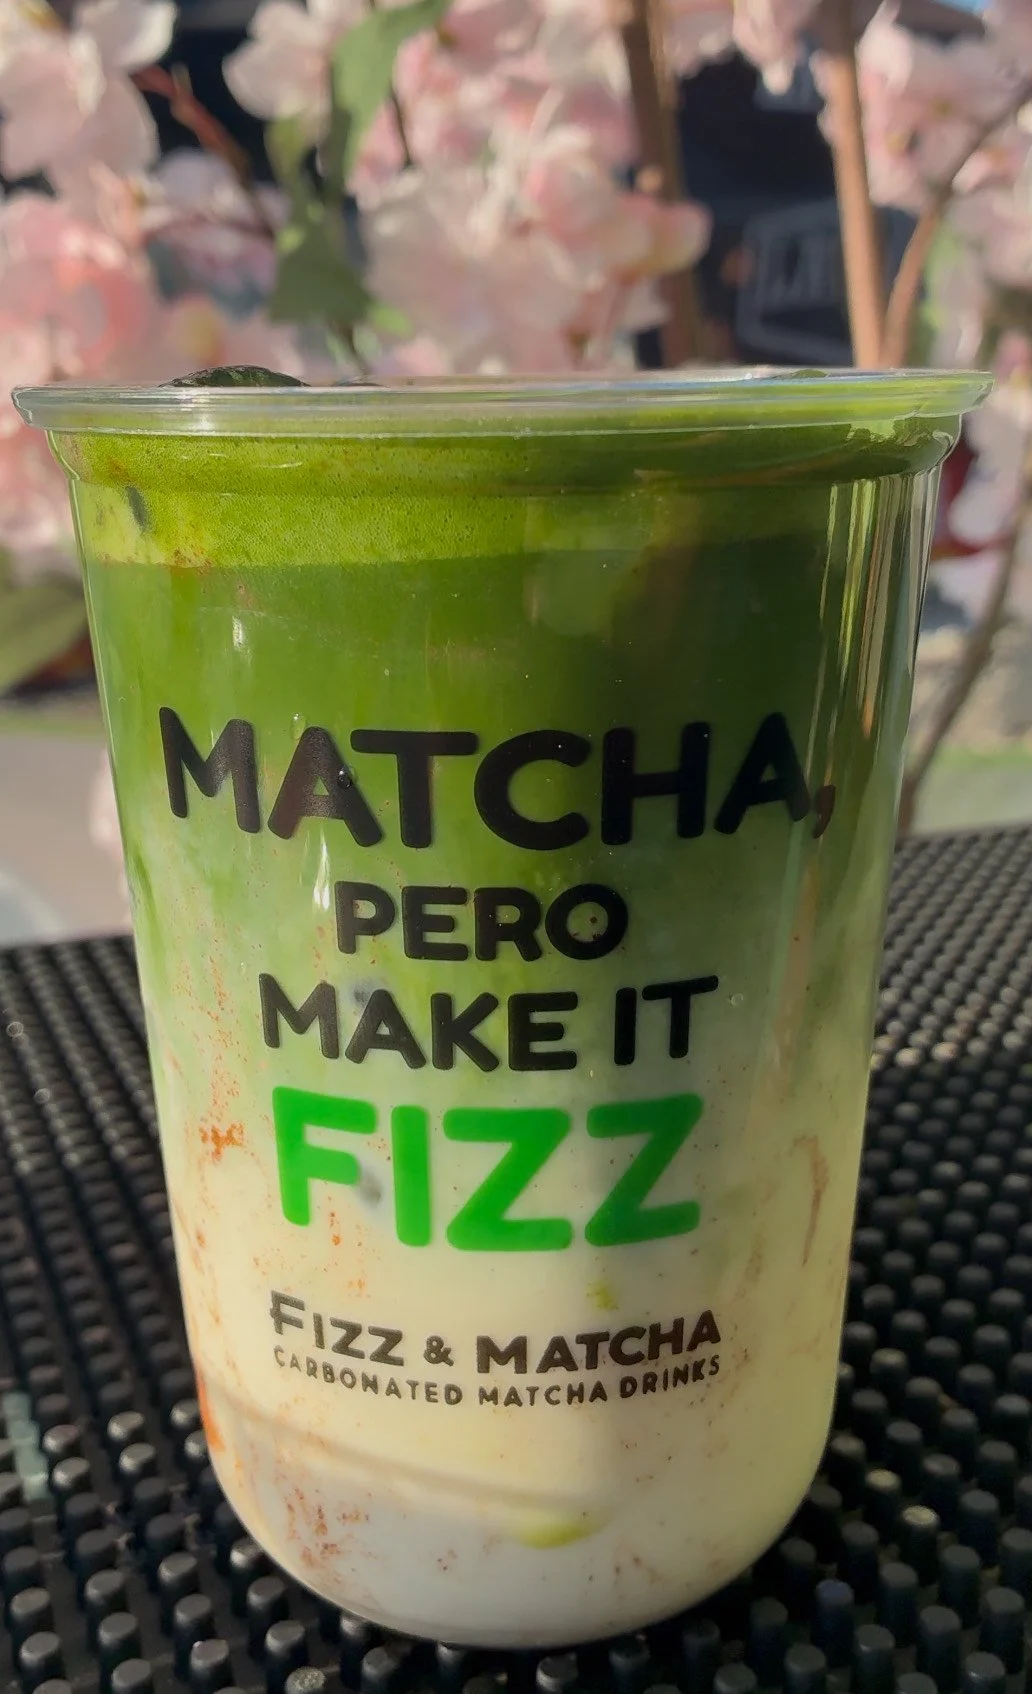 MATCHA,
PERO
MAKE IT
FIZZ
FIZZ & MATCHA
CARBONATED MATCHA DRINKS